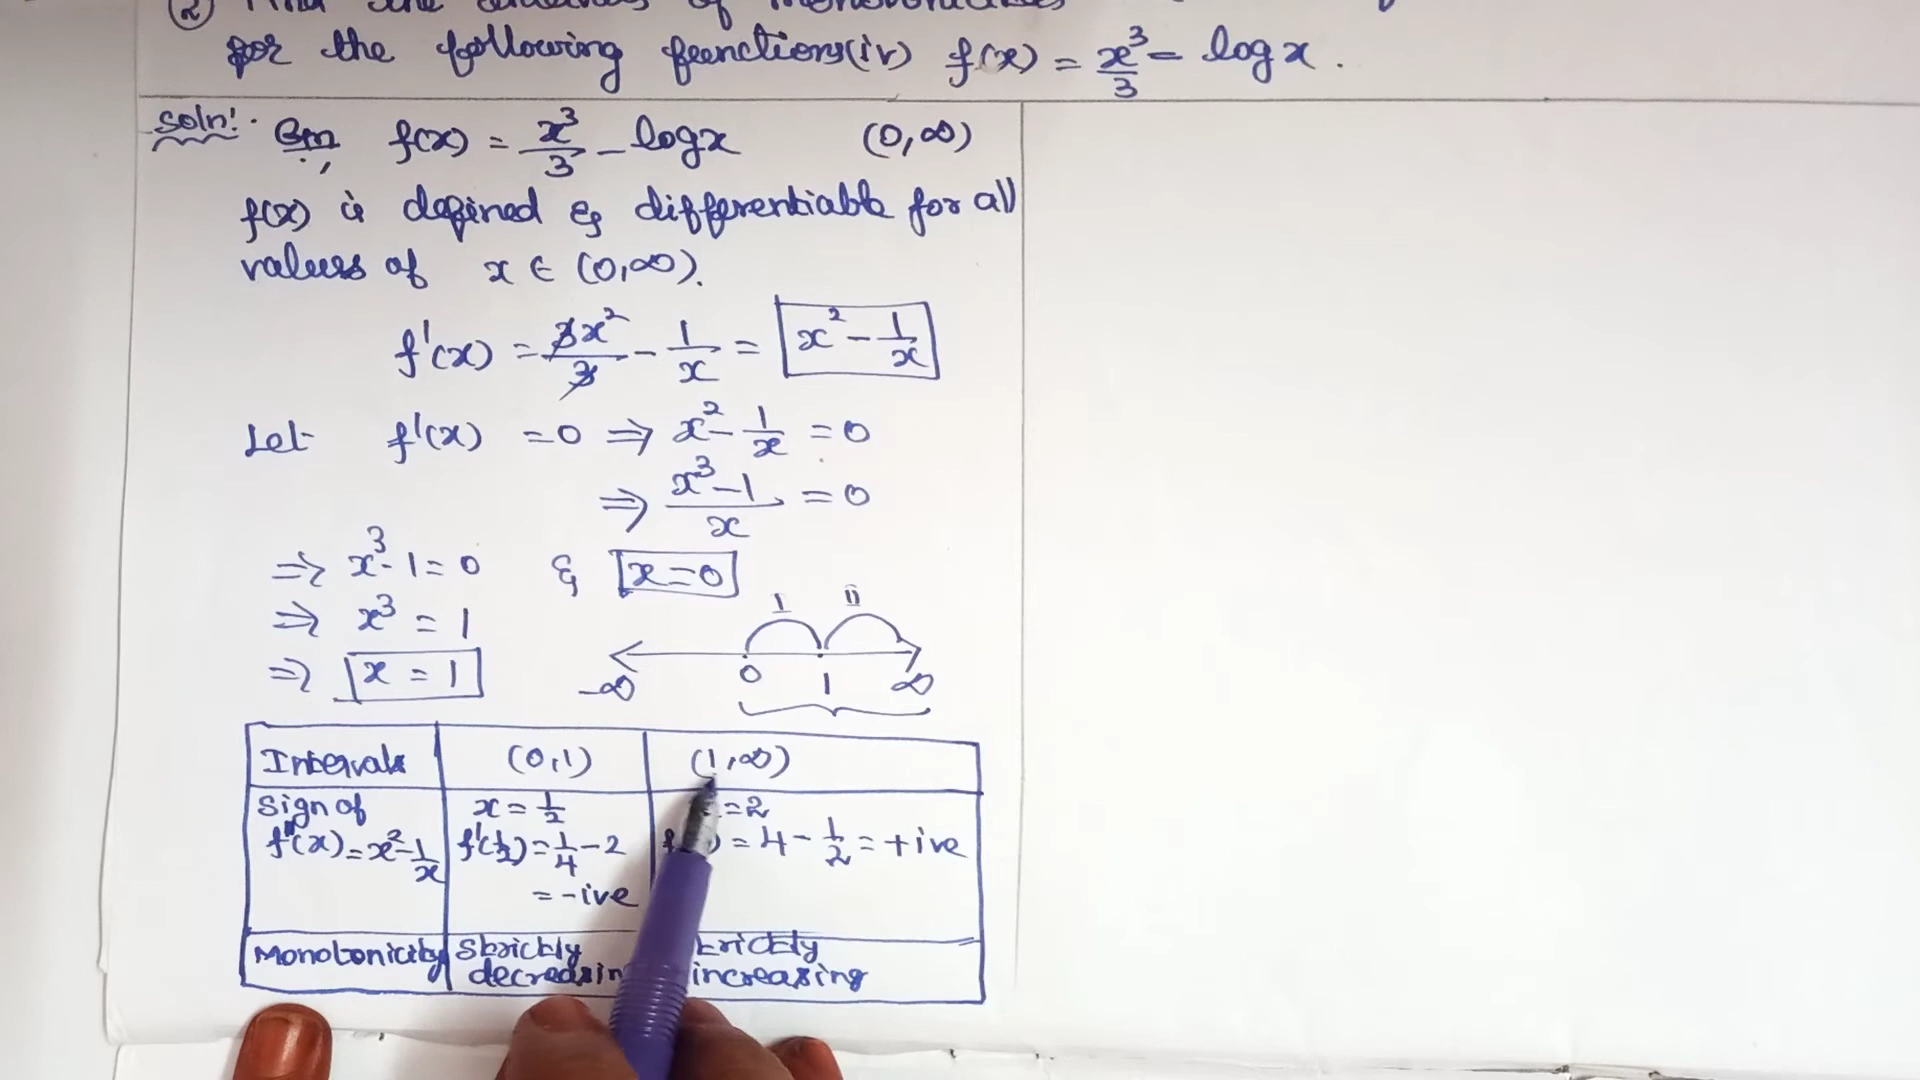 for the following functions (iv) f(x) = x³/3 - log x.
Soln:
Gn f(x) = x³/3 - log x (0,∞)
f(x) is defined & differentiable for all
values of x ∈ (0,∞).
f'(x) = 3x²/3 - 1/x = x² - 1/x
Let f'(x) = 0 ⇒ x² - 1/x = 0
⇒ x³-1/x = 0
⇒ x³-1=0 & x=0
⇒ x³ = 1
⇒ x = 1
I II
-∞ 0 1 ∞
Intervals (0,1) (1,∞)
Sign of x = 1/2 =2
f'(x)=x²-1/x f'(1/2)=1/4-2 = 4 - 1/2 = +ive
= -ive
Monotonicity Strictly
increasing